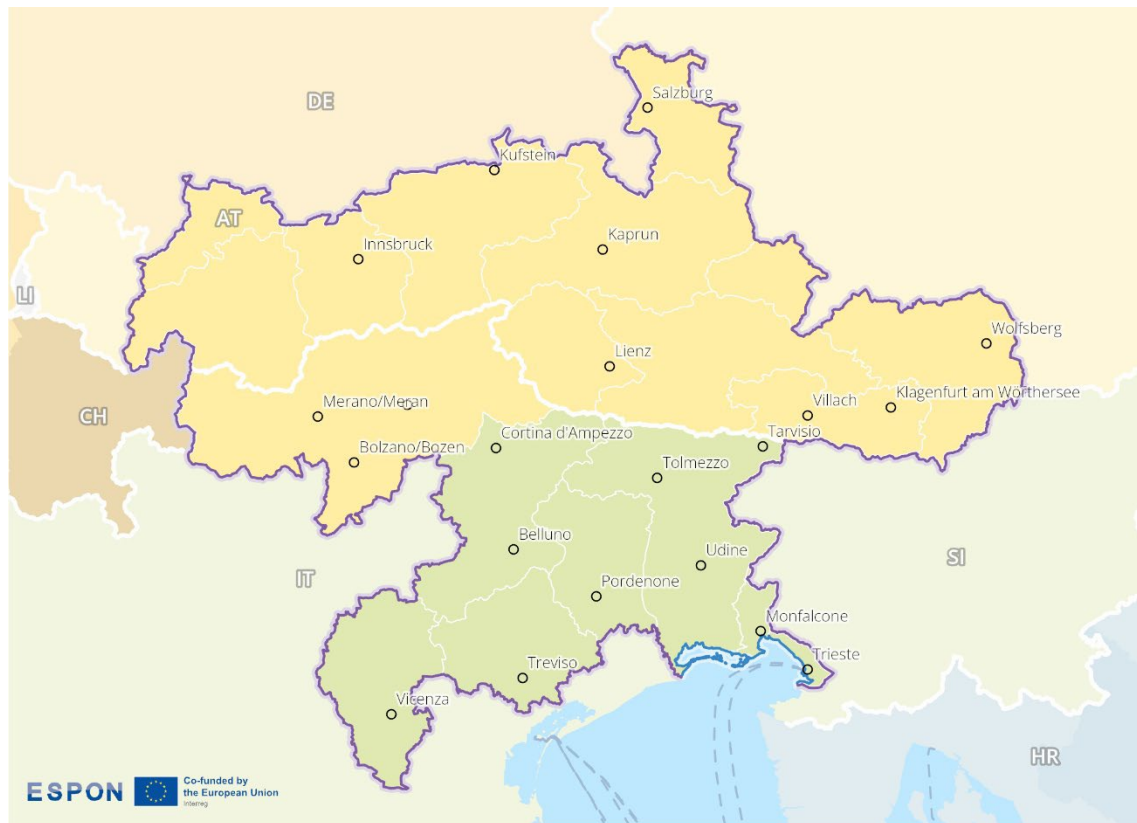 Salzburg
DE
Kufstein
AT
Kaprun
Innsbruck
LI
Wolfsberg
Lienz
Merano/Meran
Villach
Klagenfurt am Wörthersee
CH
Cortina d'Ampezzo
Tarvisio
Bolzano/Bozen
Tolmezzo
Belluno
Udine
SI
IT
Pordenone
Monfalcone
Trieste
Treviso
Vicenza
HR
ESPON
Co-funded by
the European Union
Interreg